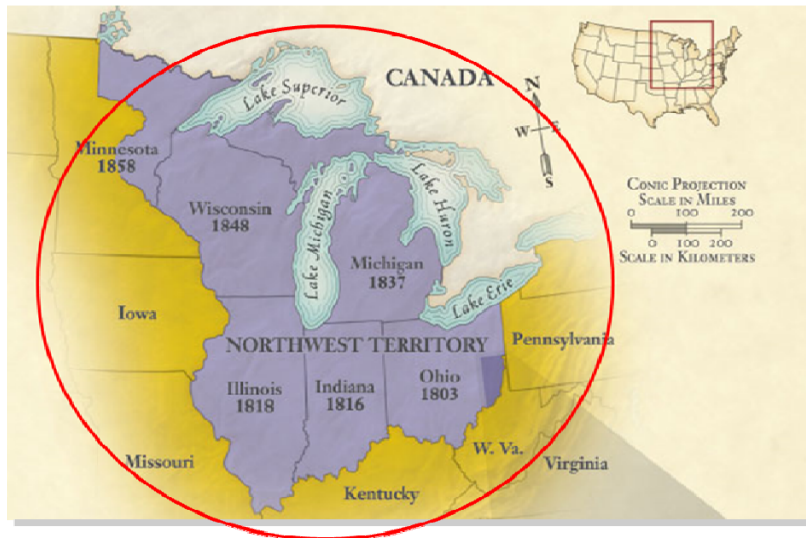 CANADA
Lake Superior
N
W E
S
Minnesota
1858
Wisconsin
1848
Lake Michigan
Lake Huron
Michigan
1837
Lake Erie
CONIC PROJECTION
SCALE IN MILES
0 100 200
0 100 200
SCALE IN KILOMETERS
Iowa
NORTHWEST TERRITORY
Pennsylvania
Illinois
1818
Indiana
1816
Ohio
1803
Missouri
Kentucky
W. Va.
Virginia